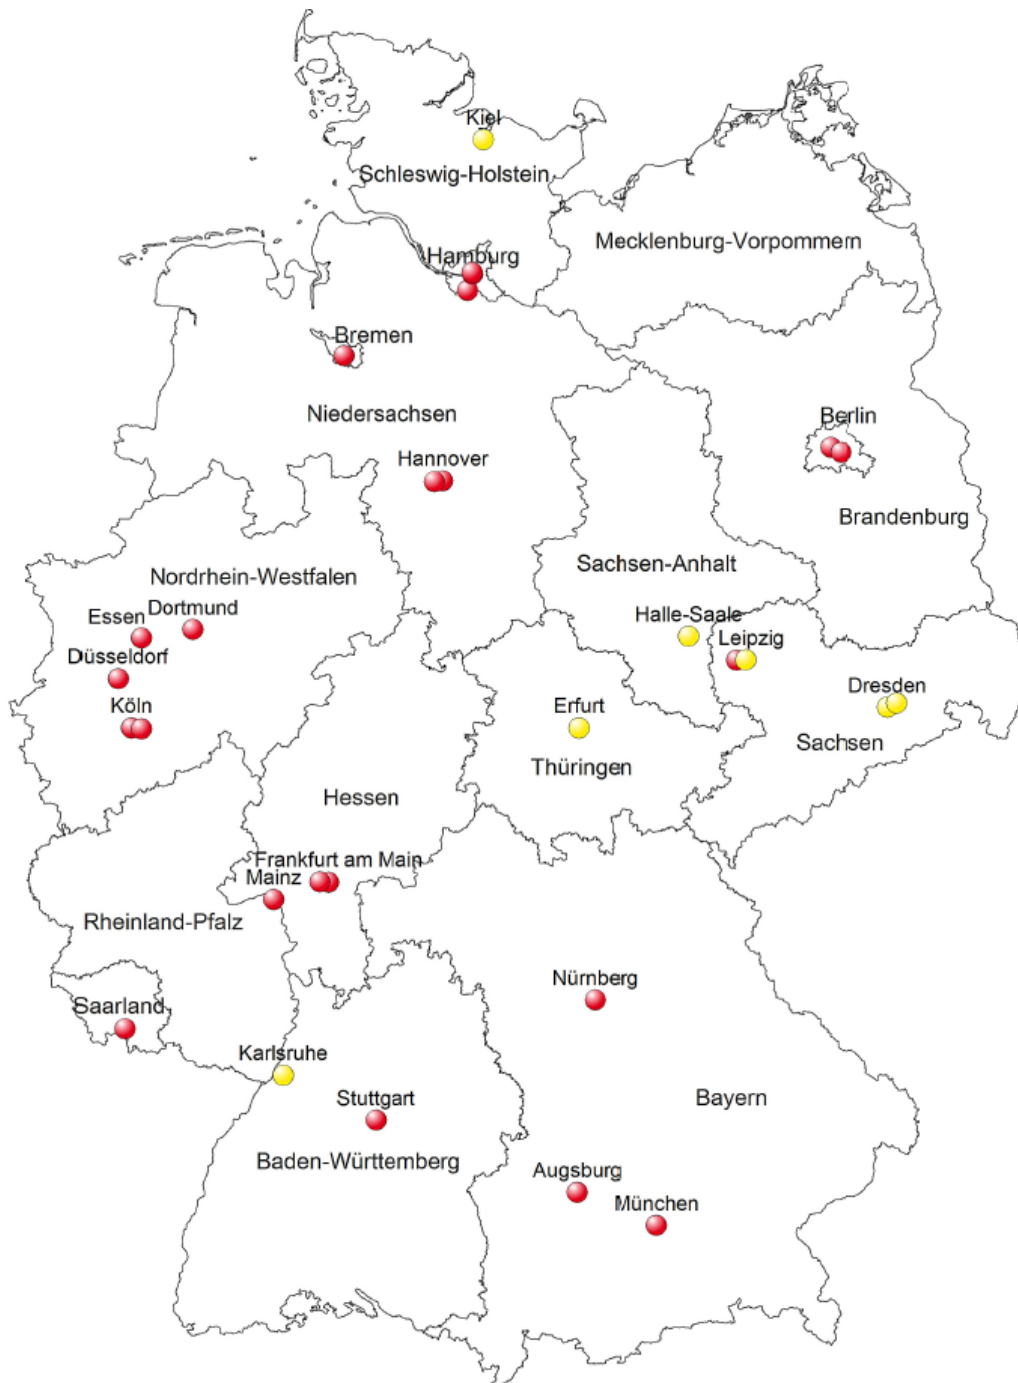 Kiel
Schleswig-Holstein
Mecklenburg-Vorpommern
Hamburg
Bremen
Niedersachsen
Berlin
Hannover
Brandenburg
Sachsen-Anhalt
Nordrhein-Westfalen
Dortmund
Essen
Halle-Saale
Leipzig
Düsseldorf
Dresden
Köln
Erfurt
Sachsen
Thüringen
Hessen
Frankfurt am Main
Mainz
Rheinland-Pfalz
Nürnberg
Saarland
Karlsruhe
Stuttgart
Bayern
Baden-Württemberg
Augsburg
München